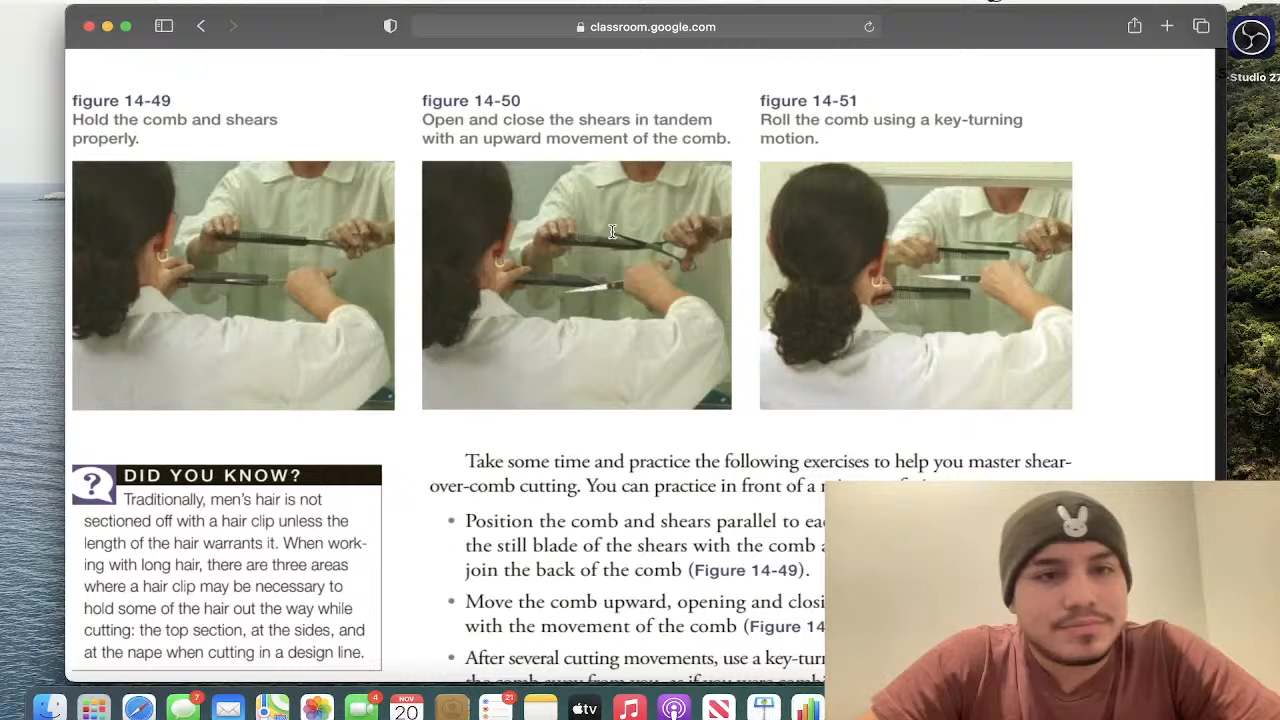 classroom.google.com
Studio 27
figure 14-49
Hold the comb and shears
properly.
figure 14-50
Open and close the shears in tandem
with an upward movement of the comb.
figure 14-51
Roll the comb using a key-turning
motion.
?
DID YOU KNOW?
Traditionally, men's hair is not
sectioned off with a hair clip unless the
length of the hair warrants it. When work-
ing with long hair, there are three areas
where a hair clip may be necessary to
hold some of the hair out the way while
cutting: the top section, at the sides, and
at the nape when cutting in a design line.
Take some time and practice the following exercises to help you master shear-
over-comb cutting. You can practice in front of a
• Position the comb and shears parallel to
the still blade of the shears with the comb
join the back of the comb (Figure 14-49).
• Move the comb upward, opening and
with the movement of the comb (Figure 14
• After several cutting movements, use a
7
4
NOV
20
21
tv